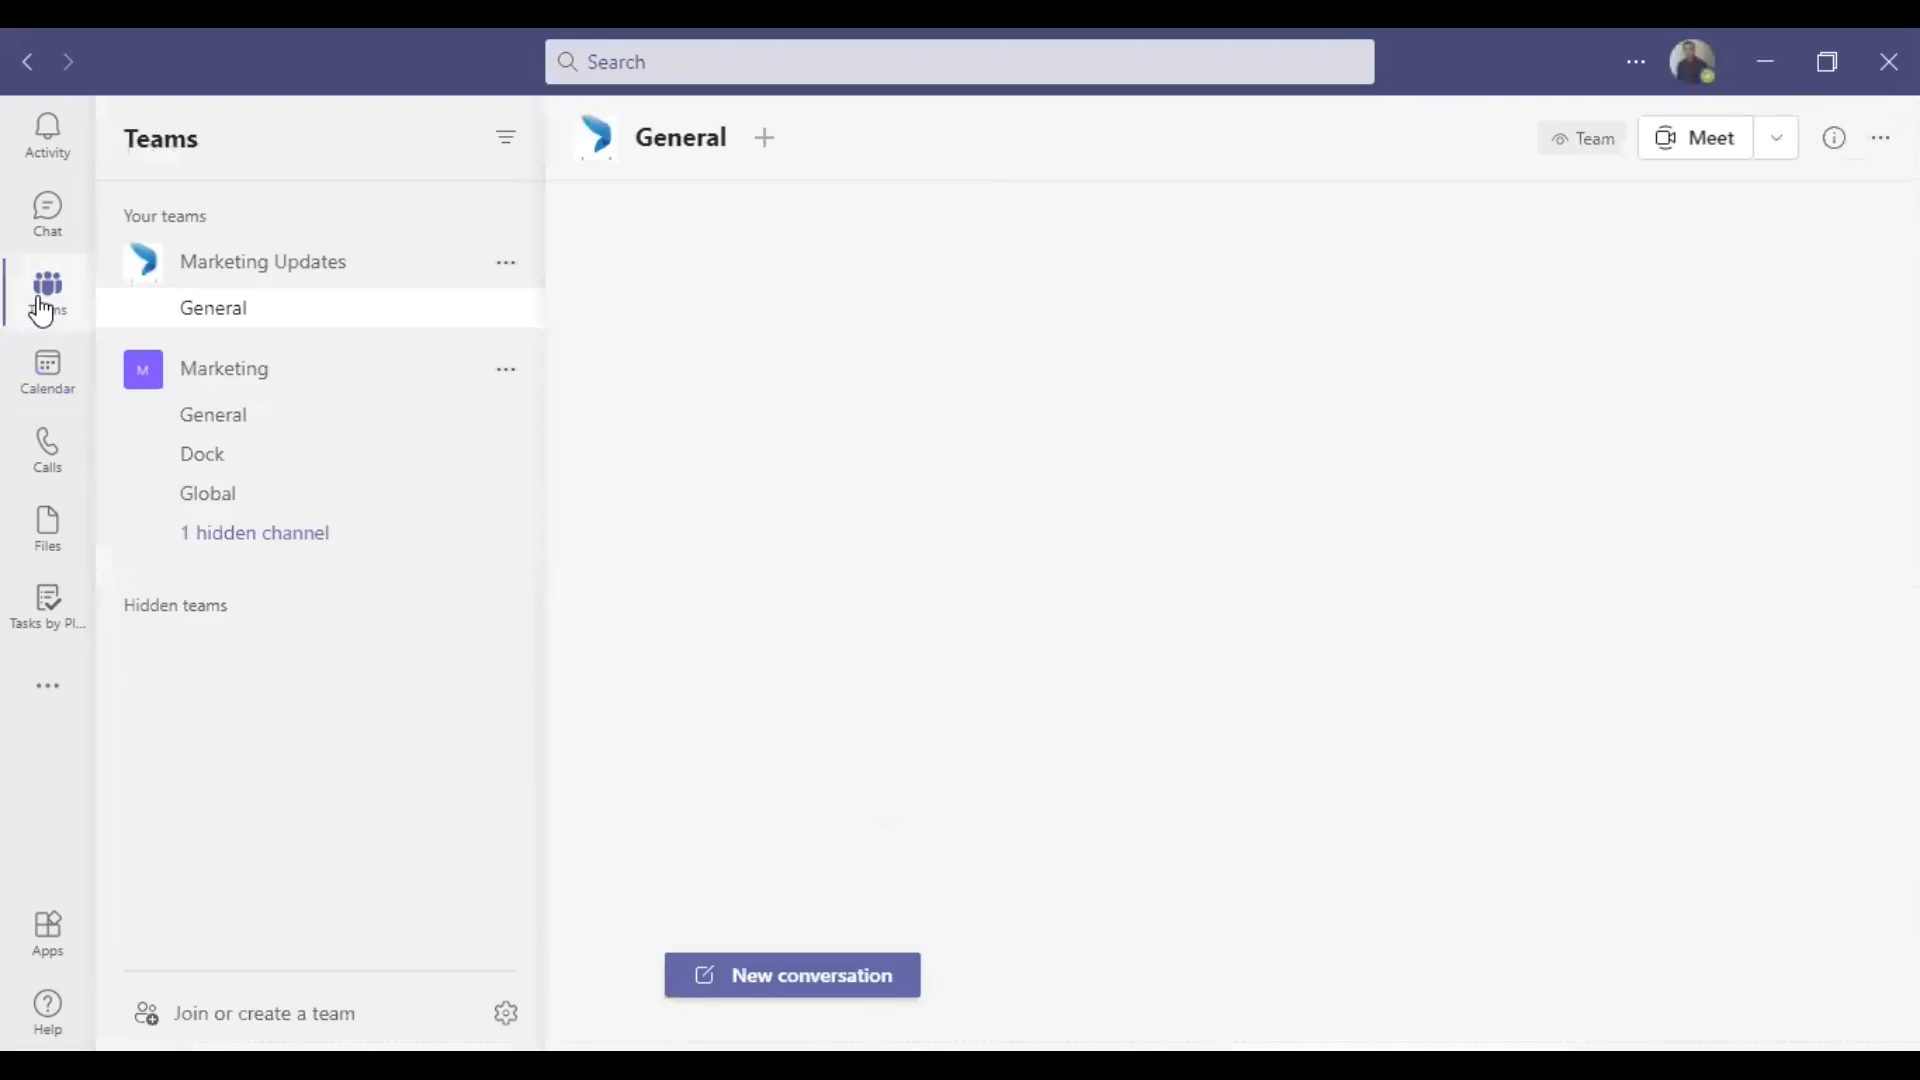 Search
Activity
Chat
Teams
Calendar
Calls
Files
Tasks by Pl...
Apps
Help
Teams
Your teams
Marketing Updates
General
M
Marketing
General
Dock
Global
1 hidden channel
Hidden teams
Join or create a team
General
Team
Meet
New conversation